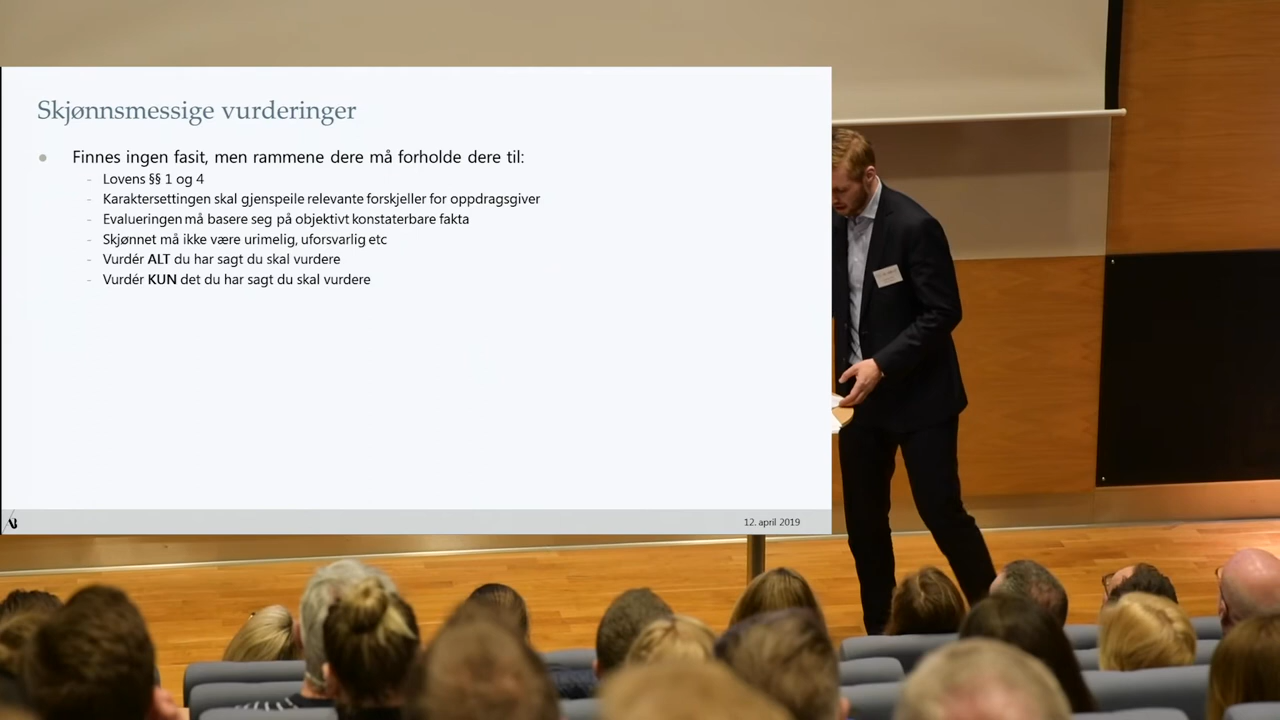 Skjønnsmessige vurderinger
Finnes ingen fasit, men rammene dere må forholde dere til:
- Lovens §§ 1 og 4
- Karaktersettingen skal gjenspeile relevante forskjeller for oppdragsgiver
- Evalueringen må basere seg på objektivt konstaterbare fakta
- Skjønnet må ikke være urimelig, uforsvarlig etc
- Vurdér ALT du har sagt du skal vurdere
- Vurdér KUN det du har sagt du skal vurdere
12. april 2019